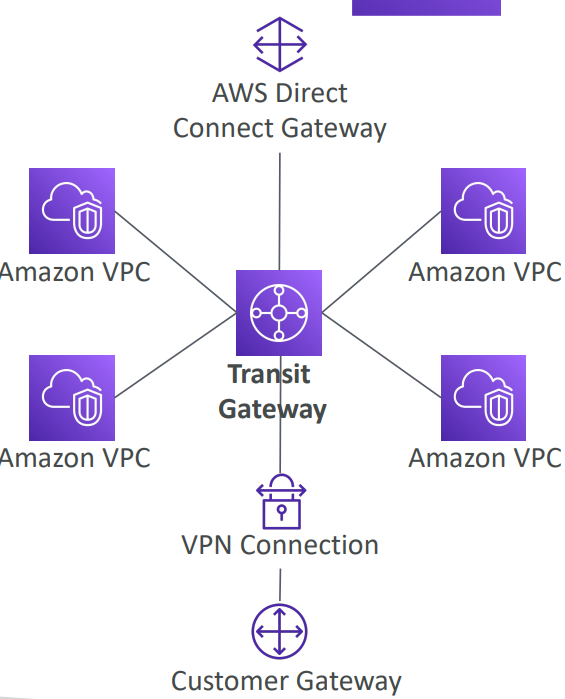 AWS Direct
Connect Gateway
Amazon VPC
Amazon VPC
Transit
Gateway
Amazon VPC
Amazon VPC
VPN Connection
Customer Gateway